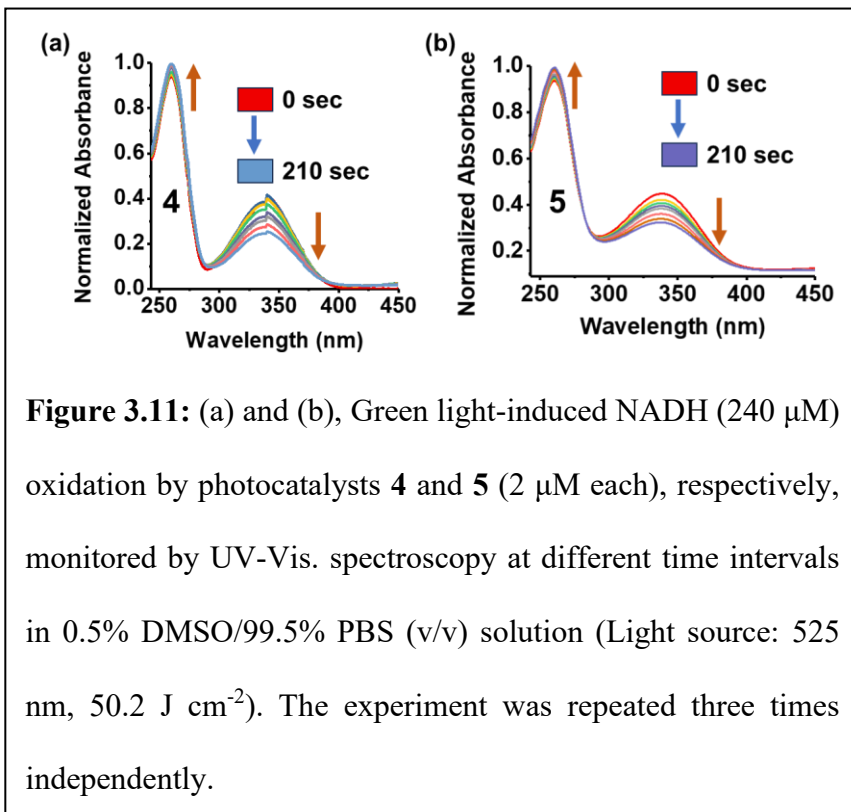 (a)
Normalized Absorbance
1.0
0.8
0.6
0.4
0.2
0.0
4
0 sec
210 sec
250 300 350 400 450
Wavelength (nm)
(b)
Normalized Absorbance
1.0
0.8
0.6
0.4
0.2
5
0 sec
210 sec
250 300 350 400 450
Wavelength (nm)
Figure 3.11: (a) and (b), Green light-induced NADH (240 μM)
oxidation by photocatalysts 4 and 5 (2 μM each), respectively,
monitored by UV-Vis. spectroscopy at different time intervals
in 0.5% DMSO/99.5% PBS (v/v) solution (Light source: 525
nm, 50.2 J cm⁻²). The experiment was repeated three times
independently.